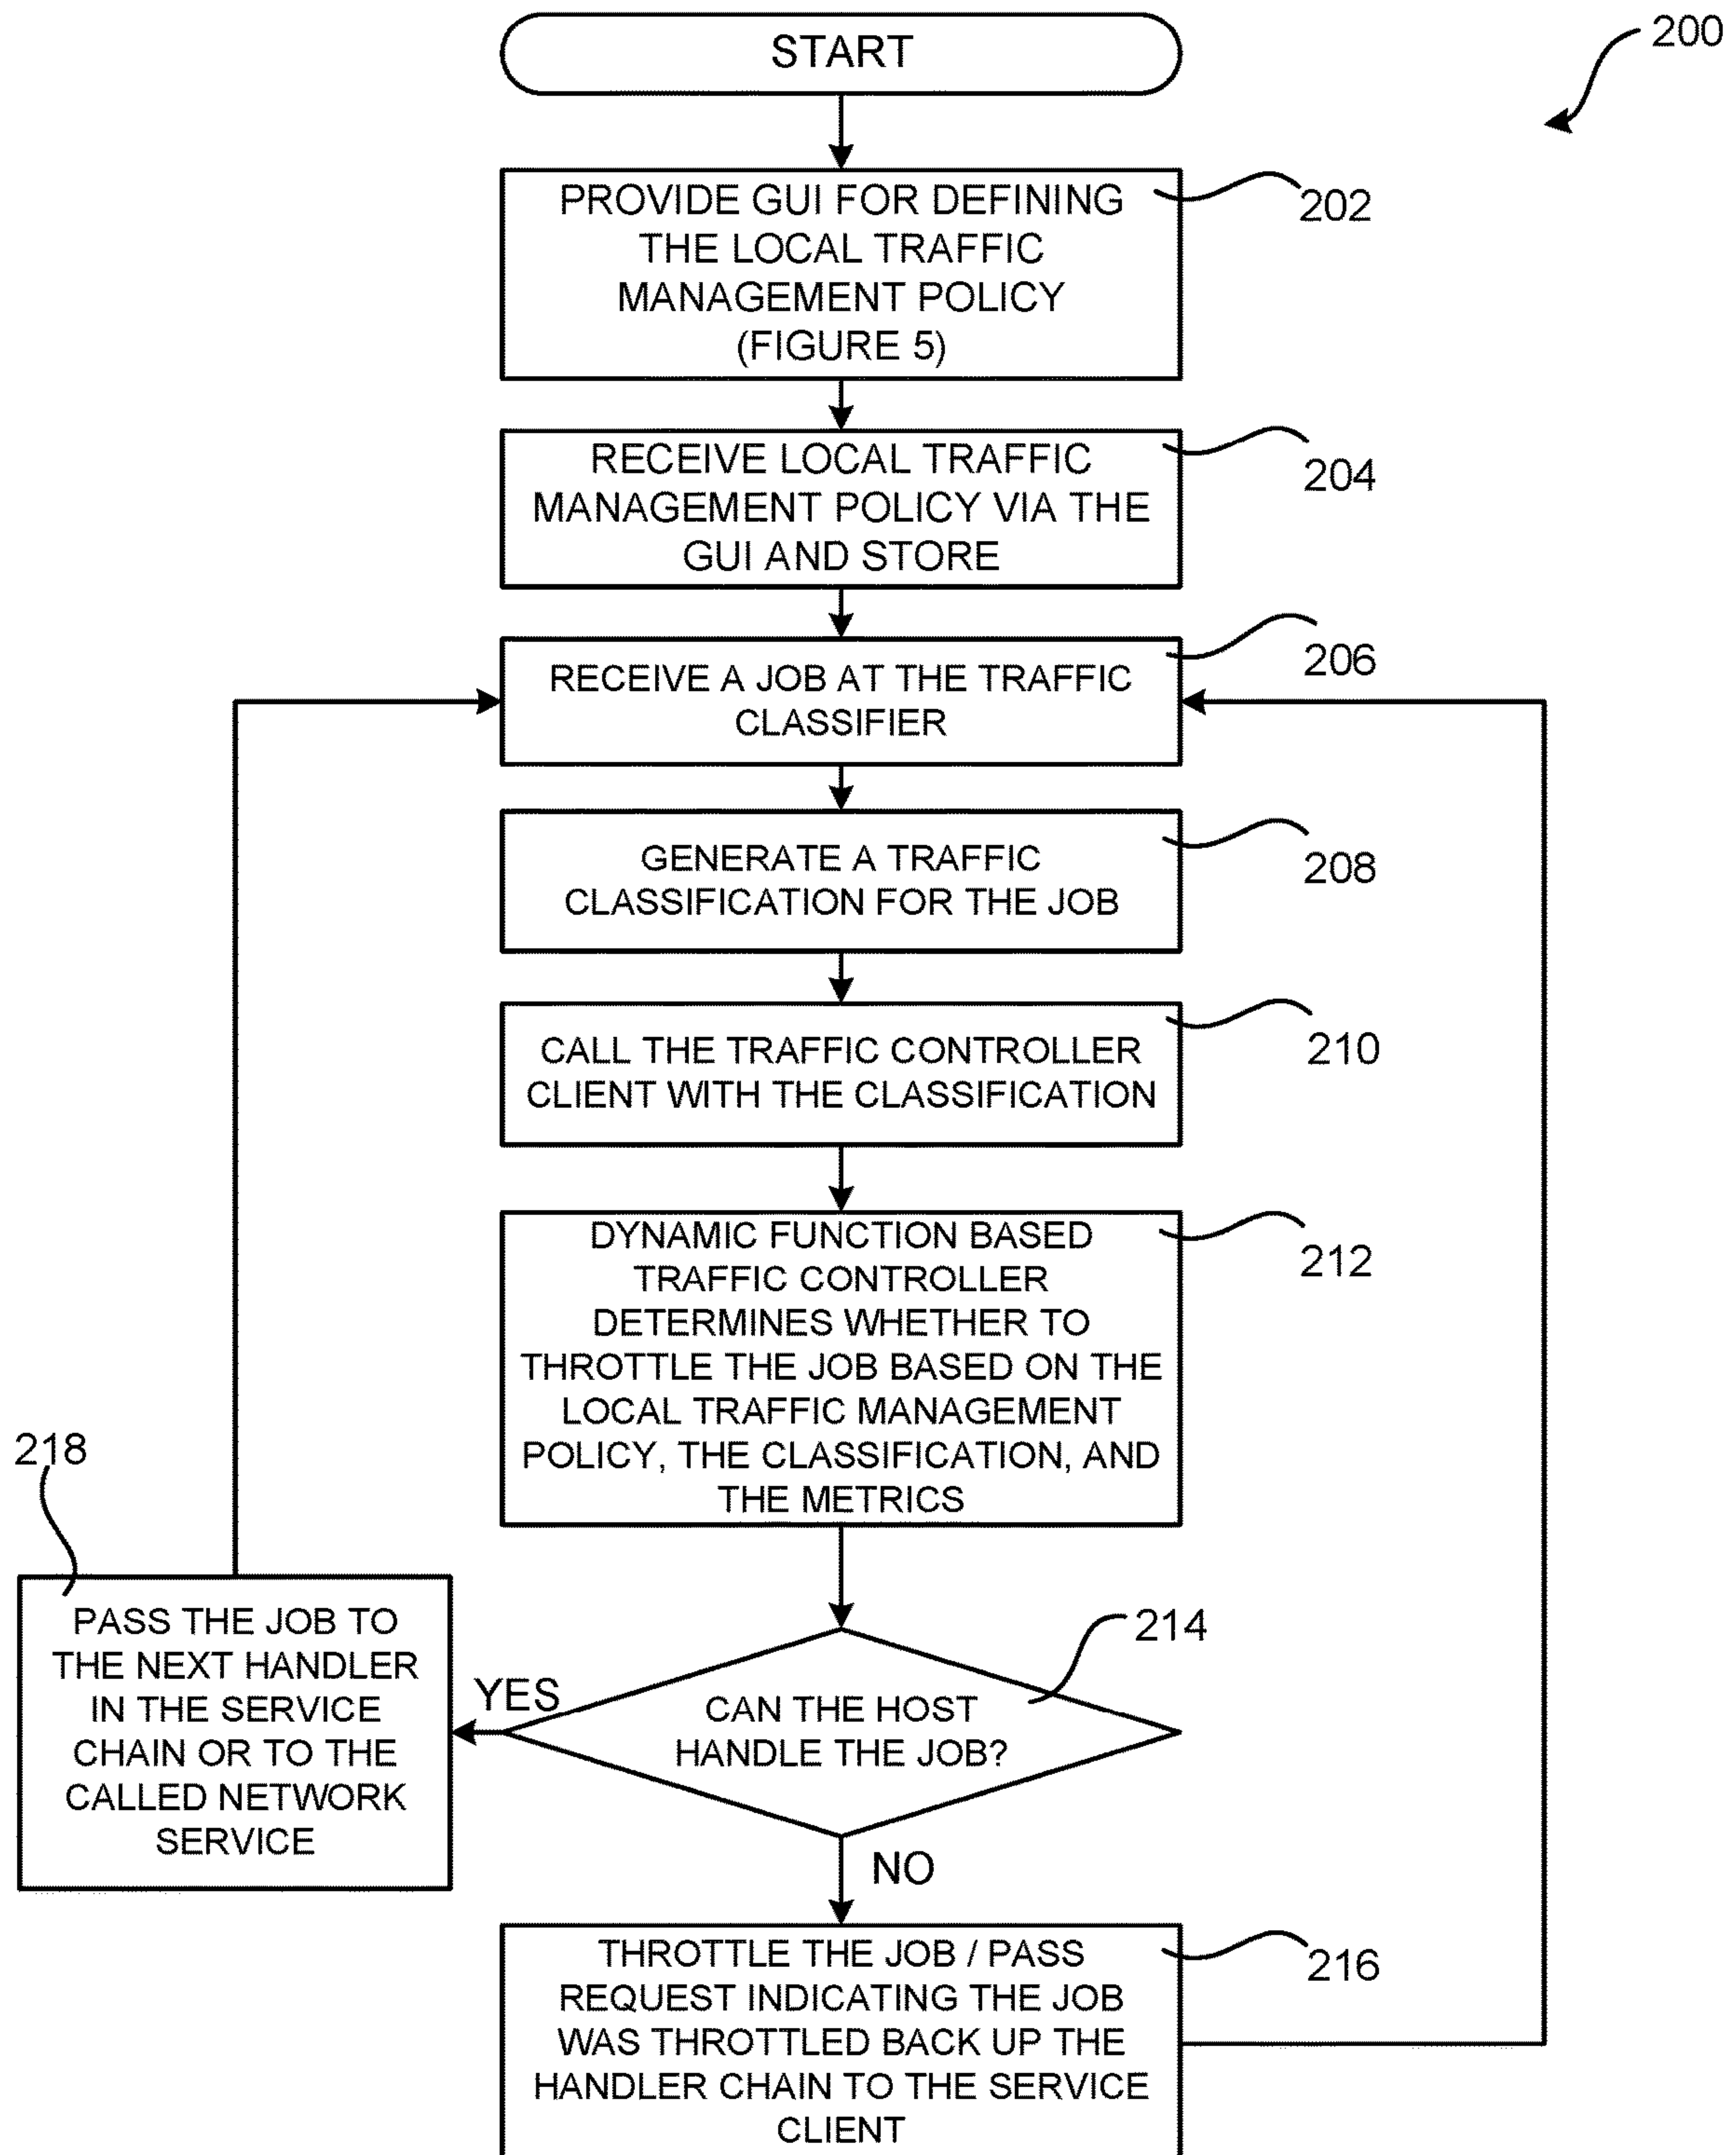 START
200
PROVIDE GUI FOR DEFINING
THE LOCAL TRAFFIC
MANAGEMENT POLICY
(FIGURE 5)
202
RECEIVE LOCAL TRAFFIC
MANAGEMENT POLICY VIA THE
GUI AND STORE
204
RECEIVE A JOB AT THE TRAFFIC
CLASSIFIER
206
GENERATE A TRAFFIC
CLASSIFICATION FOR THE JOB
208
CALL THE TRAFFIC CONTROLLER
CLIENT WITH THE CLASSIFICATION
210
DYNAMIC FUNCTION BASED
TRAFFIC CONTROLLER
DETERMINES WHETHER TO
THROTTLE THE JOB BASED ON THE
LOCAL TRAFFIC MANAGEMENT
POLICY, THE CLASSIFICATION, AND
THE METRICS
212
218
PASS THE JOB TO
THE NEXT HANDLER
IN THE SERVICE
CHAIN OR TO THE
CALLED NETWORK
SERVICE
YES
CAN THE HOST
HANDLE THE JOB?
214
NO
THROTTLE THE JOB / PASS
REQUEST INDICATING THE JOB
WAS THROTTLED BACK UP THE
HANDLER CHAIN TO THE SERVICE
CLIENT
216